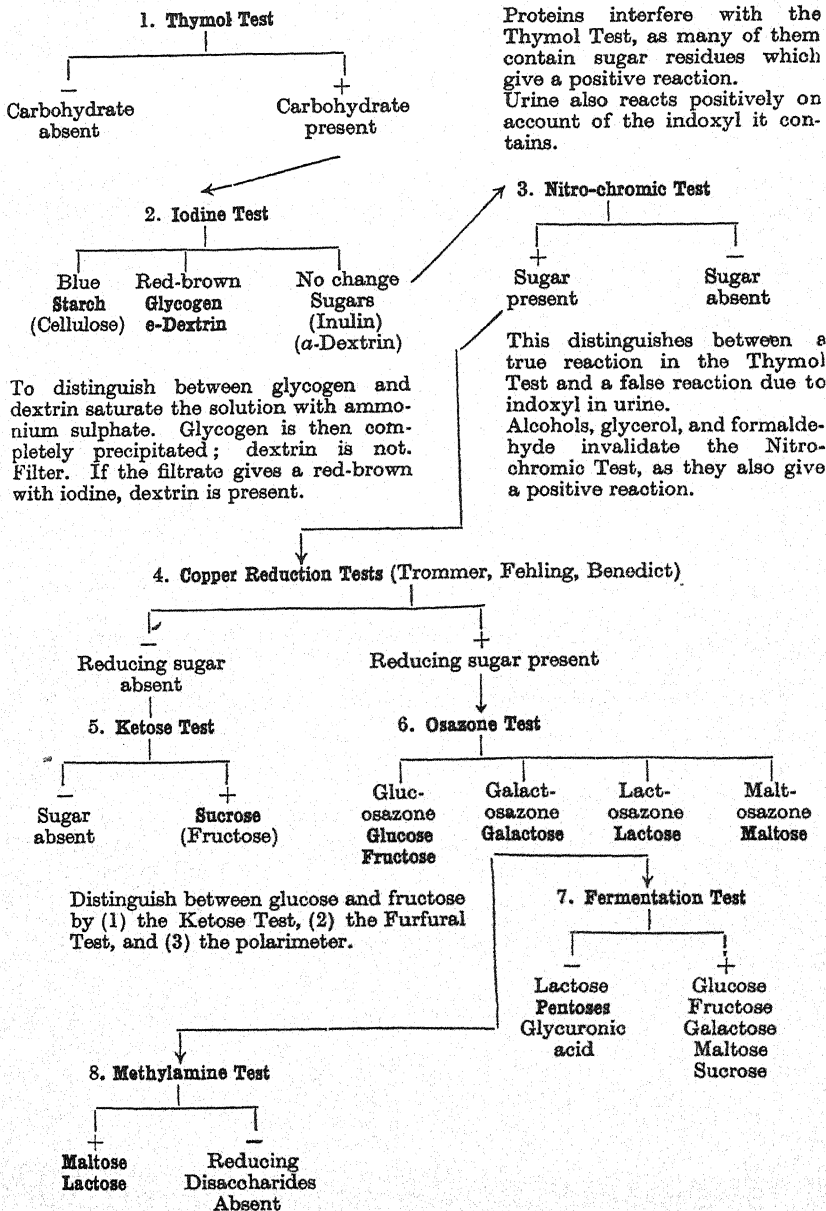 1. Thymol Test
−
Carbohydrate
absent
+
Carbohydrate
present
Proteins interfere with the
Thymol Test, as many of them
contain sugar residues which
give a positive reaction.
Urine also reacts positively on
account of the indoxyl it con-
tains.
2. Iodine Test
Blue
Starch
(Cellulose)
Red-brown
Glycogen
e-Dextrin
No change
Sugars
(Inulin)
(α-Dextrin)
3. Nitro-chromic Test
+
Sugar
present
−
Sugar
absent
To distinguish between glycogen and
dextrin saturate the solution with ammo-
nium sulphate. Glycogen is then com-
pletely precipitated; dextrin is not.
Filter. If the filtrate gives a red-brown
with iodine, dextrin is present.
This distinguishes between a
true reaction in the Thymol
Test and a false reaction due to
indoxyl in urine.
Alcohols, glycerol, and formalde-
hyde invalidate the Nitro-
chromic Test, as they also give
a positive reaction.
4. Copper Reduction Tests (Trommer, Fehling, Benedict)
−
Reducing sugar
absent
+
Reducing sugar present
5. Ketose Test
−
Sugar
absent
+
Sucrose
(Fructose)
6. Osazone Test
Gluc-
osazone
Glucose
Fructose
Galact-
osazone
Galactose
Lact-
osazone
Lactose
Malt-
osazone
Maltose
Distinguish between glucose and fructose
by (1) the Ketose Test, (2) the Furfural
Test, and (3) the polarimeter.
7. Fermentation Test
−
Lactose
Pentoses
Glycuronic
acid
+
Glucose
Fructose
Galactose
Maltose
Sucrose
8. Methylamine Test
+
Maltose
Lactose
−
Reducing
Disaccharides
Absent